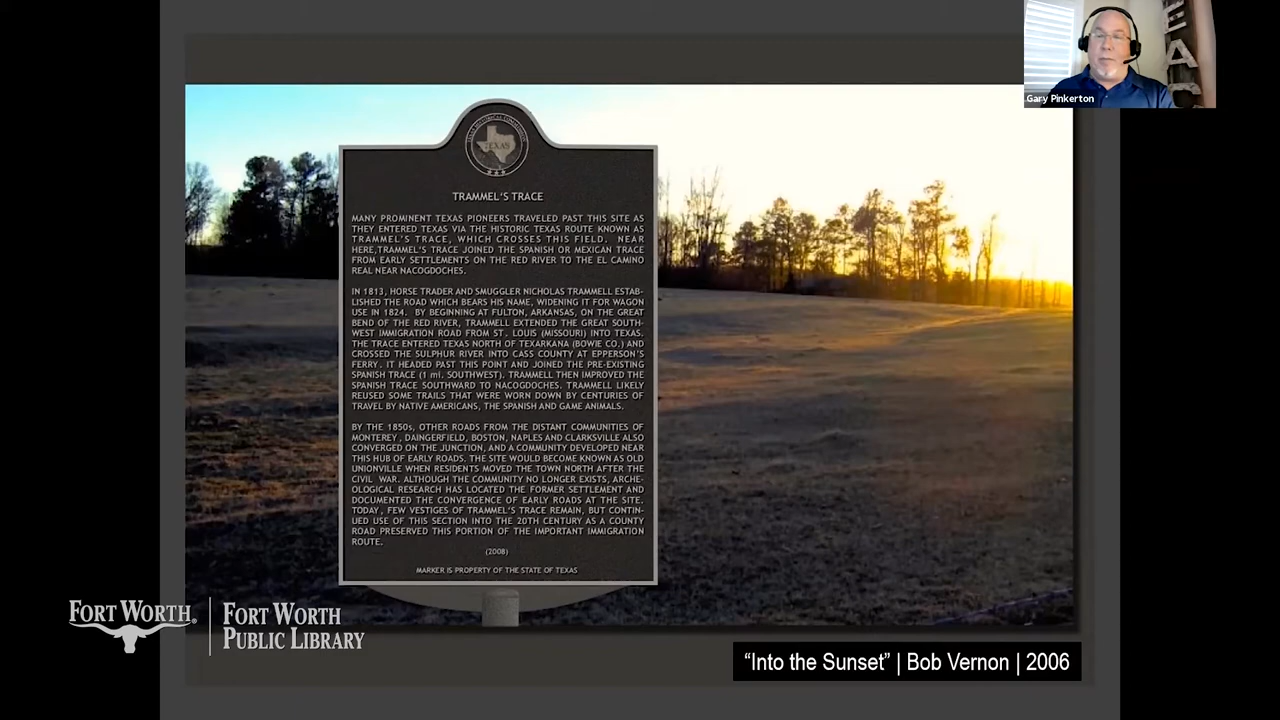 EA
Gary Pinkerton
TEXAS
TRAMMEL'S TRACE
MANY PROMINENT TEXAS PIONEERS TRAVELED PAST THIS SITE AS
THEY ENTERED TEXAS VIA THE HISTORIC TEXAS ROUTE KNOWN AS
TRAMMEL'S TRACE, WHICH CROSSES THIS FIELD. NEAR
HERE,TRAMMEL'S TRACE JOINED THE SPANISH OR MEXICAN TRACE
FROM EARLY SETTLEMENTS ON THE RED RIVER TO THE EL CAMINO
REAL NEAR NACOGDOCHES.
IN 1813, HORSE TRADER AND SMUGGLER NICHOLAS TRAMMELL ESTAB-
LISHED THE ROAD WHICH BEARS HIS NAME, WIDENING IT FOR WAGON
USE IN 1824. BY BEGINNING AT FULTON, ARKANSAS, ON THE GREAT
BEND OF THE RED RIVER, TRAMMELL EXTENDED THE GREAT SOUTH-
WEST IMMIGRATION ROAD FROM ST. LOUIS (MISSOURI) INTO TEXAS.
THE TRACE ENTERED TEXAS NORTH OF TEXARKANA (BOWIE CO.) AND
CROSSED THE SULPHUR RIVER INTO CASS COUNTY AT EPPERSON'S
FERRY. IT HEADED PAST THIS POINT AND JOINED THE PRE-EXISTING
SPANISH TRACE (1 mi. SOUTHWEST). TRAMMELL THEN IMPROVED THE
SPANISH TRACE SOUTHWARD TO NACOGDOCHES. TRAMMELL LIKELY
REUSED SOME TRAILS THAT WERE WORN DOWN BY CENTURIES OF
TRAVEL BY NATIVE AMERICANS, THE SPANISH AND GAME ANIMALS.
BY THE 1850s, OTHER ROADS FROM THE DISTANT COMMUNITIES OF
MONTEREY, DAINGERFIELD, BOSTON, NAPLES AND CLARKSVILLE ALSO
CONVERGED ON THE JUNCTION, AND A COMMUNITY DEVELOPED NEAR
THIS HUB OF EARLY ROADS. THE SITE WOULD BECOME KNOWN AS OLD
UNIONVILLE WHEN RESIDENTS MOVED THE TOWN NORTH AFTER THE
CIVIL WAR. ALTHOUGH THE COMMUNITY NO LONGER EXISTS, ARCHE-
OLOGICAL RESEARCH HAS LOCATED THE FORMER SETTLEMENT AND
DOCUMENTED THE CONVERGENCE OF EARLY ROADS AT THE SITE.
TODAY, FEW VESTIGES OF TRAMMEL'S TRACE REMAIN, BUT CONTIN-
UED USE OF THIS SECTION INTO THE 20TH CENTURY AS A COUNTY
ROAD PRESERVED THIS PORTION OF THE IMPORTANT IMMIGRATION
ROUTE.
(2008)
MARKER IS PROPERTY OF THE STATE OF TEXAS
FORT WORTH®
FORT WORTH
PUBLIC LIBRARY
“Into the Sunset” | Bob Vernon | 2006